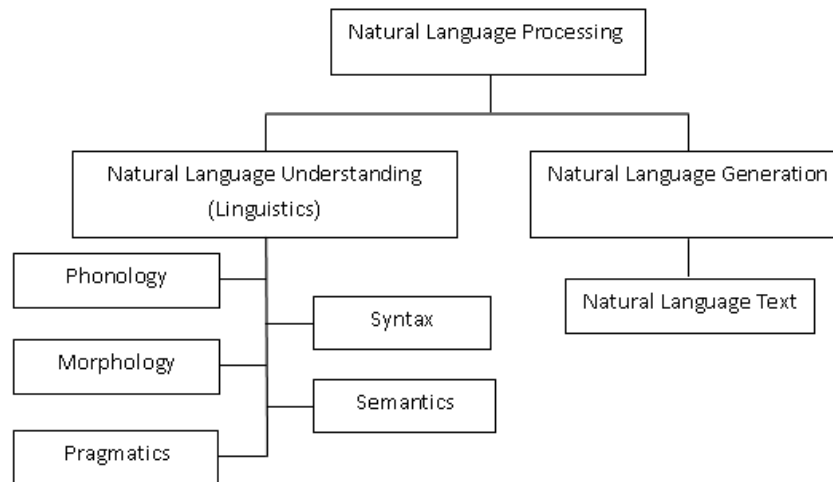 Natural Language Processing
Natural Language Understanding
(Linguistics)
Natural Language Generation
Phonology
Natural Language Text
Syntax
Morphology
Semantics
Pragmatics